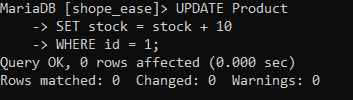 MariaDB [shope_ease]> UPDATE Product
    -> SET stock = stock + 10
    -> WHERE id = 1;
Query OK, 0 rows affected (0.000 sec)
Rows matched: 0  Changed: 0  Warnings: 0